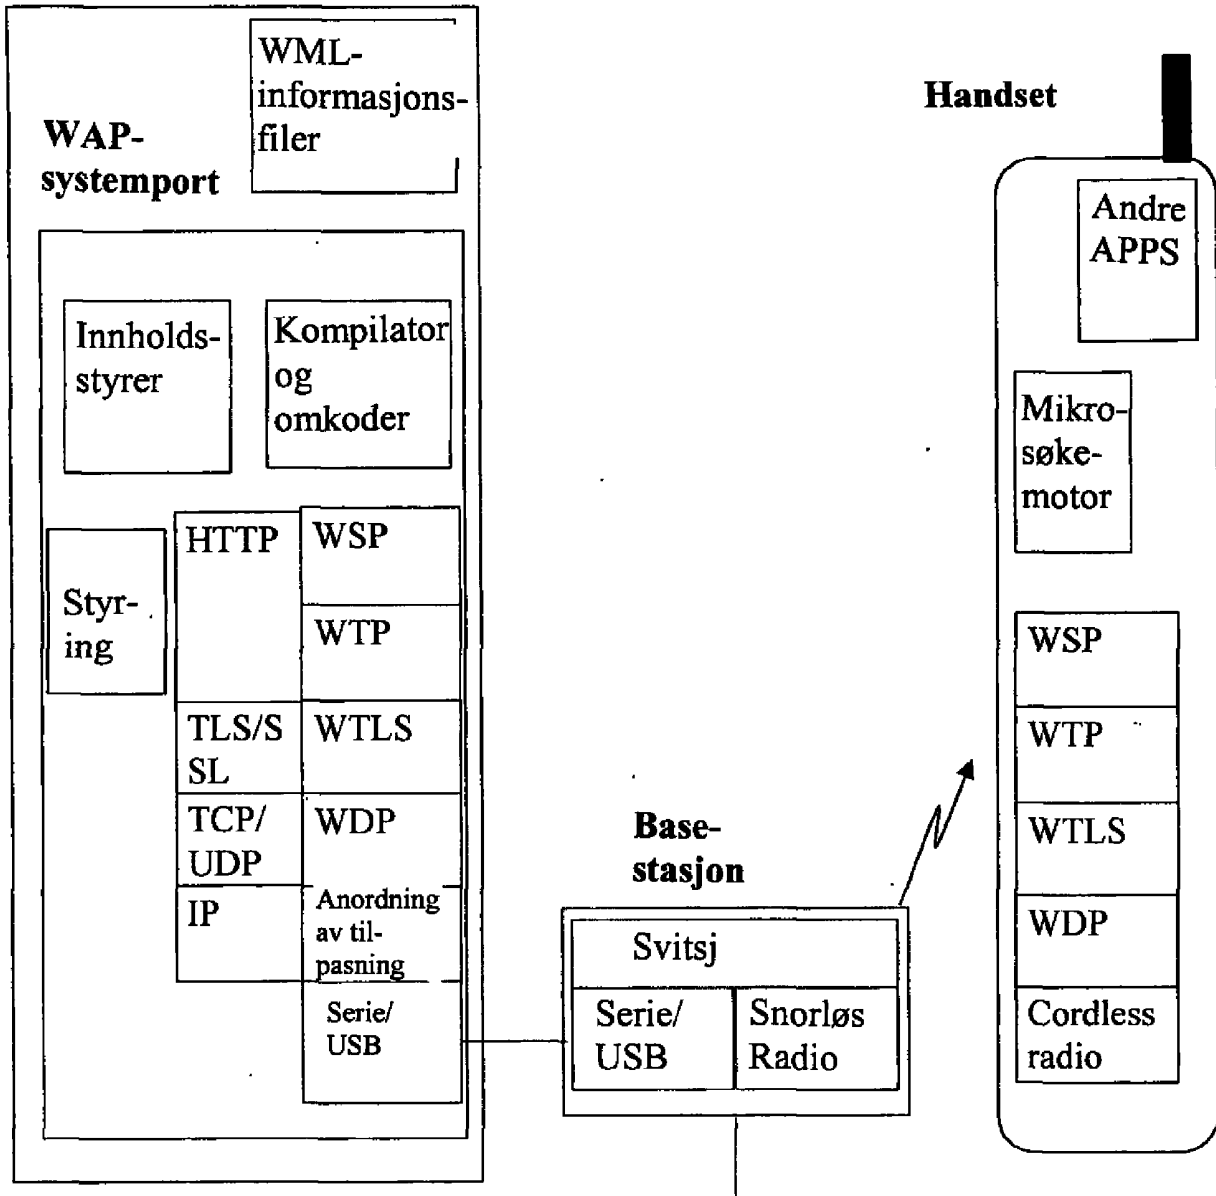 WML-
informasjons-
filer
WAP-
systemport
Innholds-
styrer
Kompilator
og
omkoder
Styr-
ing
HTTP
TLS/S
SL
TCP/
UDP
IP
WSP
WTP
WTLS
WDP
Anordning
av til-
pasning
Serie/
USB
Base-
stasjon
Svitsj
Serie/
USB
Snorløs
Radio
Handset
Andre
APPS
Mikro-
søke-
motor
WSP
WTP
WTLS
WDP
Cordless
radio